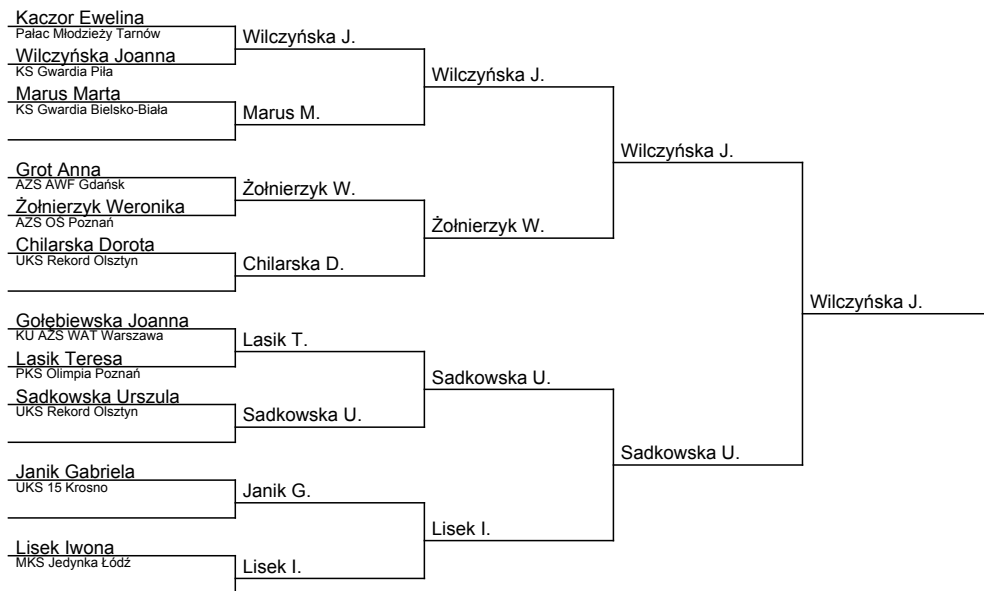 Kaczor Ewelina
Pałac Młodzieży Tarnów
Wilczyńska Joanna
KS Gwardia Piła
Marus Marta
KS Gwardia Bielsko-Biała
Grot Anna
AZS AWF Gdańsk
Żołnierzyk Weronika
AZS OŚ Poznań
Chilarska Dorota
UKS Rekord Olsztyn
Gołębiewska Joanna
KU AZS WAT Warszawa
Lasik Teresa
PKS Olimpia Poznań
Sadkowska Urszula
UKS Rekord Olsztyn
Janik Gabriela
UKS 15 Krosno
Lisek Iwona
MKS Jedynka Łódź
Wilczyńska J.
Marus M.
Żołnierzyk W.
Chilarska D.
Lasik T.
Sadkowska U.
Janik G.
Lisek I.
Wilczyńska J.
Żołnierzyk W.
Sadkowska U.
Lisek I.
Wilczyńska J.
Sadkowska U.
Wilczyńska J.